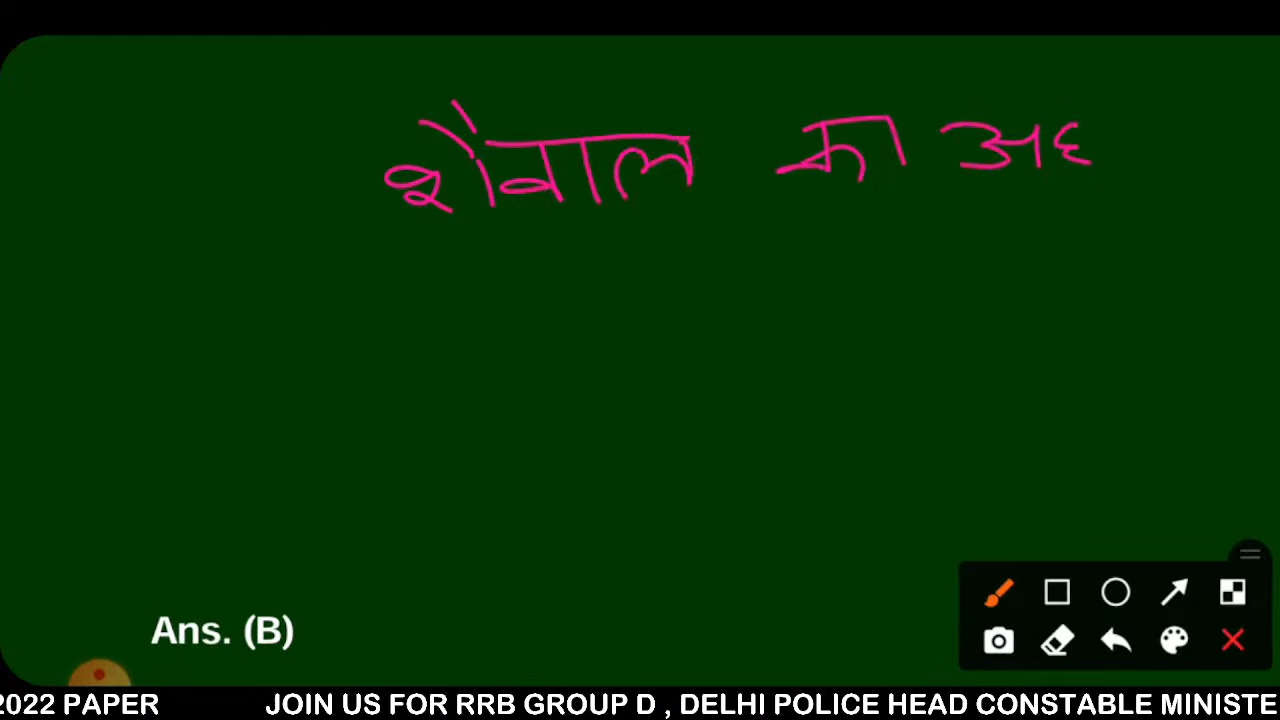 शैवाल का अध
Ans. (B)
2022 PAPER JOIN US FOR RRB GROUP D , DELHI POLICE HEAD CONSTABLE MINISTE